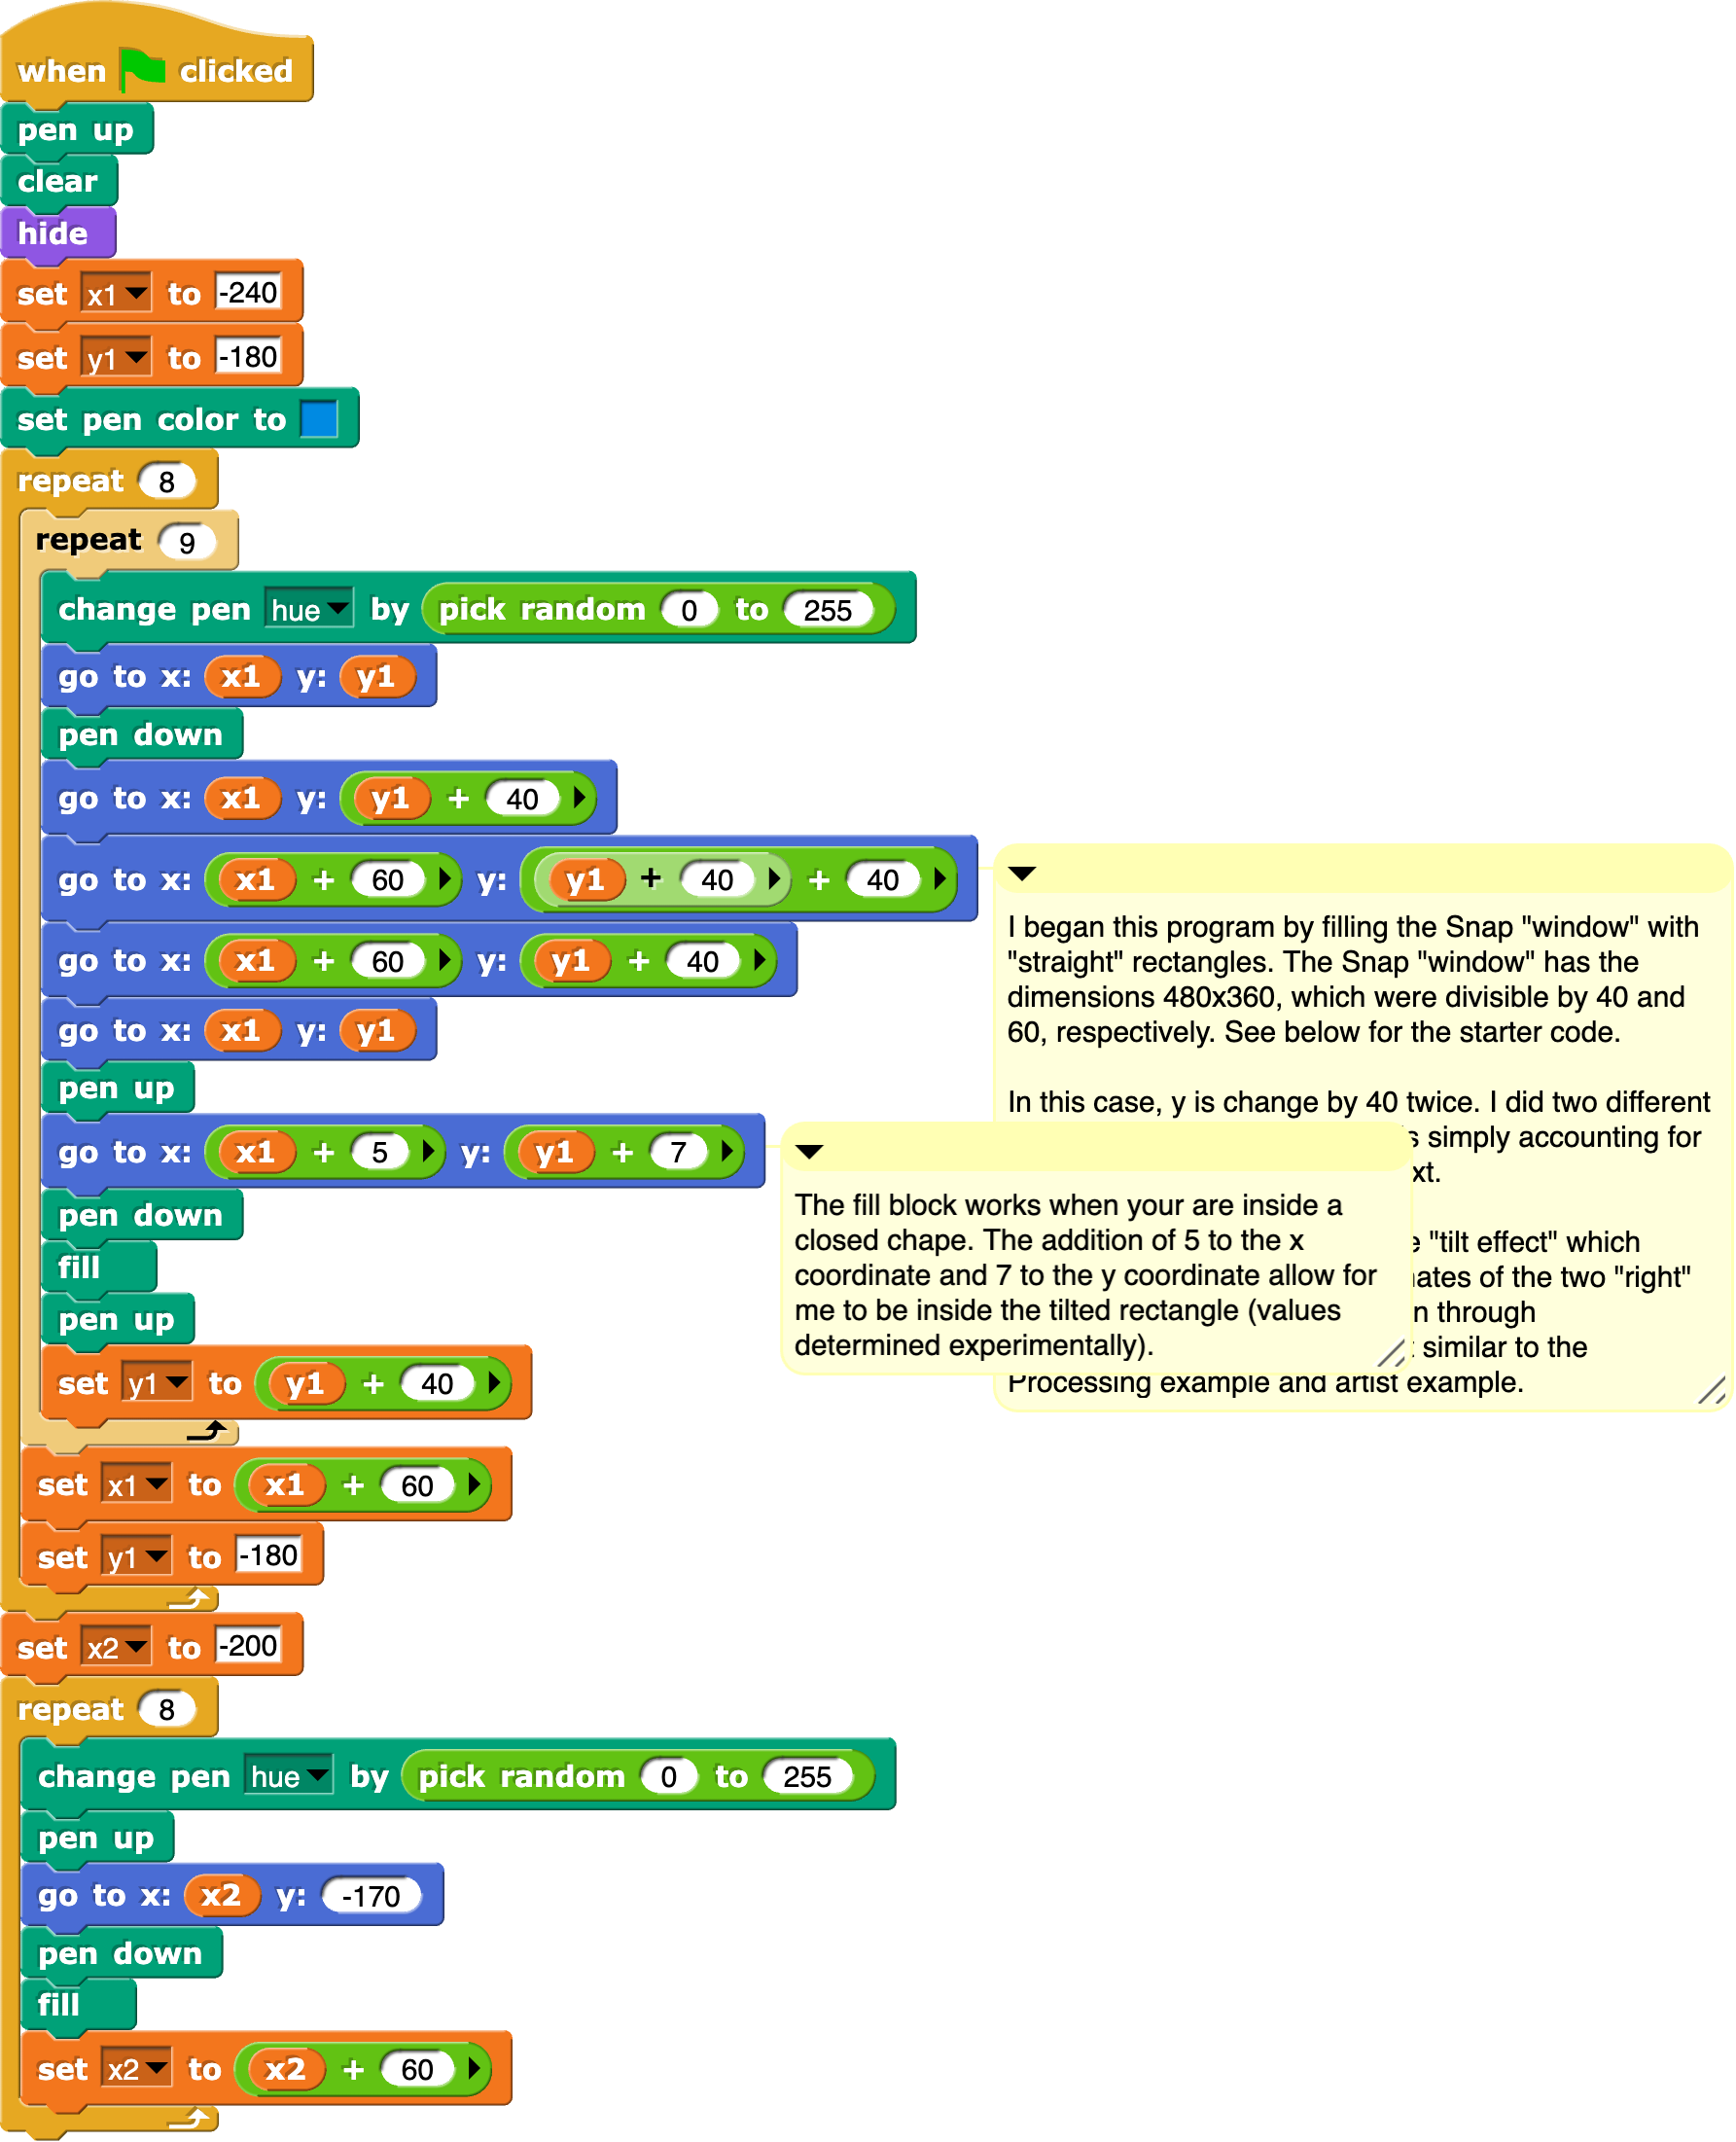 when clicked
pen up
clear
hide
set x1 to -240
set y1 to -180
set pen color to
repeat 8
repeat 9
change pen hue by pick random 0 to 255
go to x: x1 y: y1
pen down
go to x: x1 y: y1 + 40
go to x: x1 + 60 y: y1 + 40 + 40
go to x: x1 + 60 y: y1 + 40
go to x: x1 y: y1
pen up
go to x: x1 + 5 y: y1 + 7
pen down
fill
pen up
set y1 to y1 + 40
set x1 to x1 + 60
set y1 to -180
set x2 to -200
repeat 8
change pen hue by pick random 0 to 255
pen up
go to x: x2 y: -170
pen down
fill
set x2 to x2 + 60
I began this program by filling the Snap "window" with
"straight" rectangles. The Snap "window" has the
dimensions 480x360, which were divisible by 40 and
60, respectively. See below for the starter code.
In this case, y is change by 40 twice. I did two different
simply accounting for
"tilt effect" which
of the two "right"
through
similar to the
Processing example and artist example.
The fill block works when your are inside a
closed chape. The addition of 5 to the x
coordinate and 7 to the y coordinate allow for
me to be inside the tilted rectangle (values
determined experimentally).